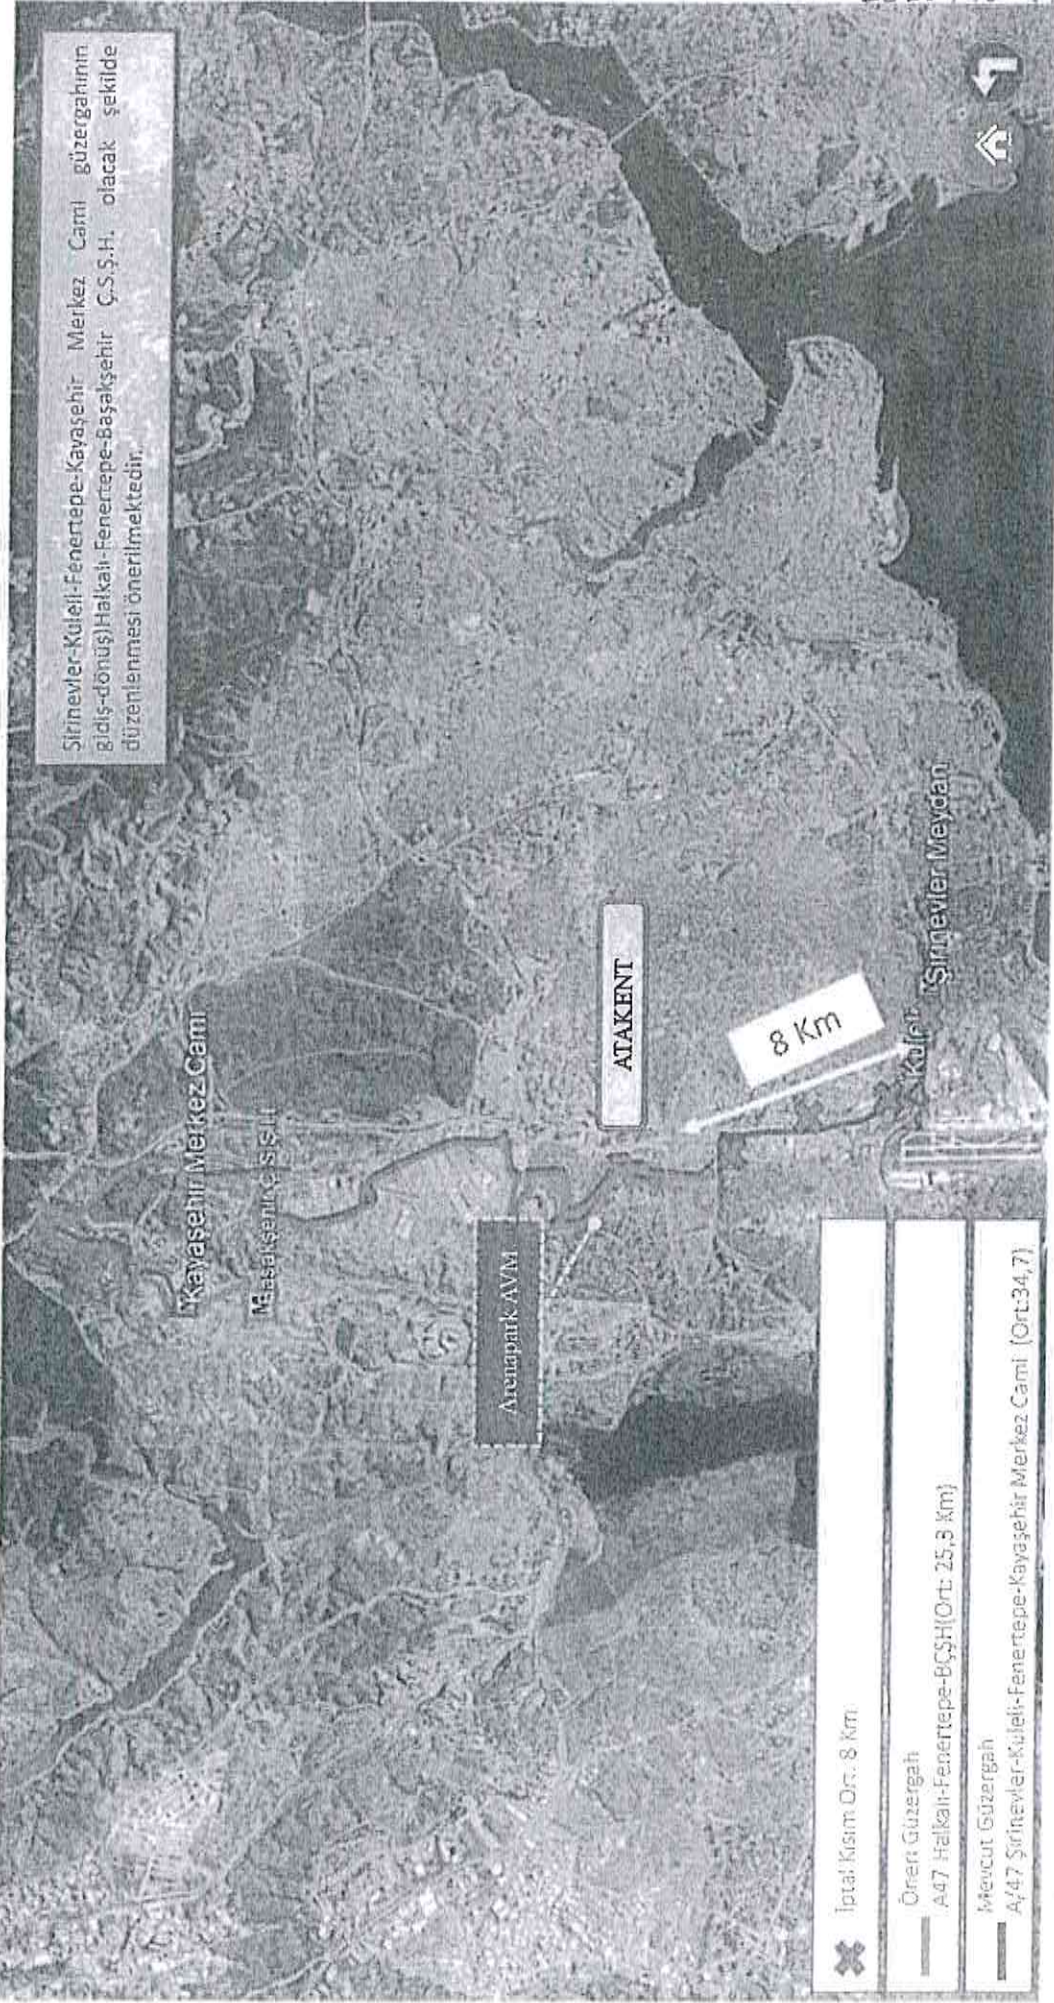 Şirinevler-Kuleli-Fenertepe-Kayaşehir Merkez Cami güzergahının
gidiş-dönüş)Halkalı-Fenertepe-Başakşehir Ç.S.Ş.H. olacak şekilde
düzenlenmesi önerilmektedir.
Kayaşehir Merkez Cami
Başakşehir Ç.S.Ş.H
Arenapark AVM
ATAKENT
8 Km
Kuleli
Şirinevler Meydan
İptal Kısım Ort. 8 Km
Öneri Güzergah
A47 Halkalı-Fenertepe-BÇŞH(Ort: 25,3 Km)
Mevcut Güzergah
A/47 Şirinevler-Kuleli-Fenertepe-Kayaşehir Merkez Cami (Ort:34,7)